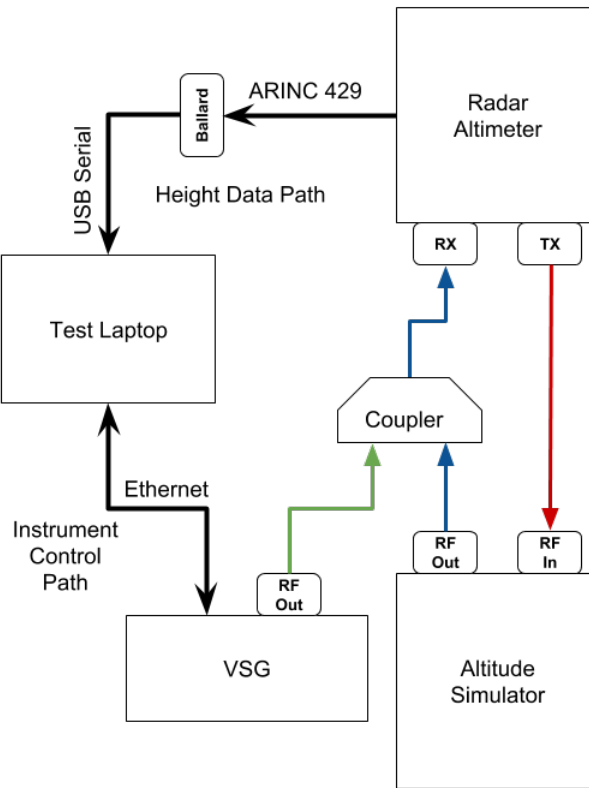 ARINC 429
Ballard
Radar
Altimeter
USB Serial
Height Data Path
RX
TX
Test Laptop
Coupler
Ethernet
Instrument
Control
Path
RF
Out
RF
Out
RF
In
VSG
Altitude
Simulator